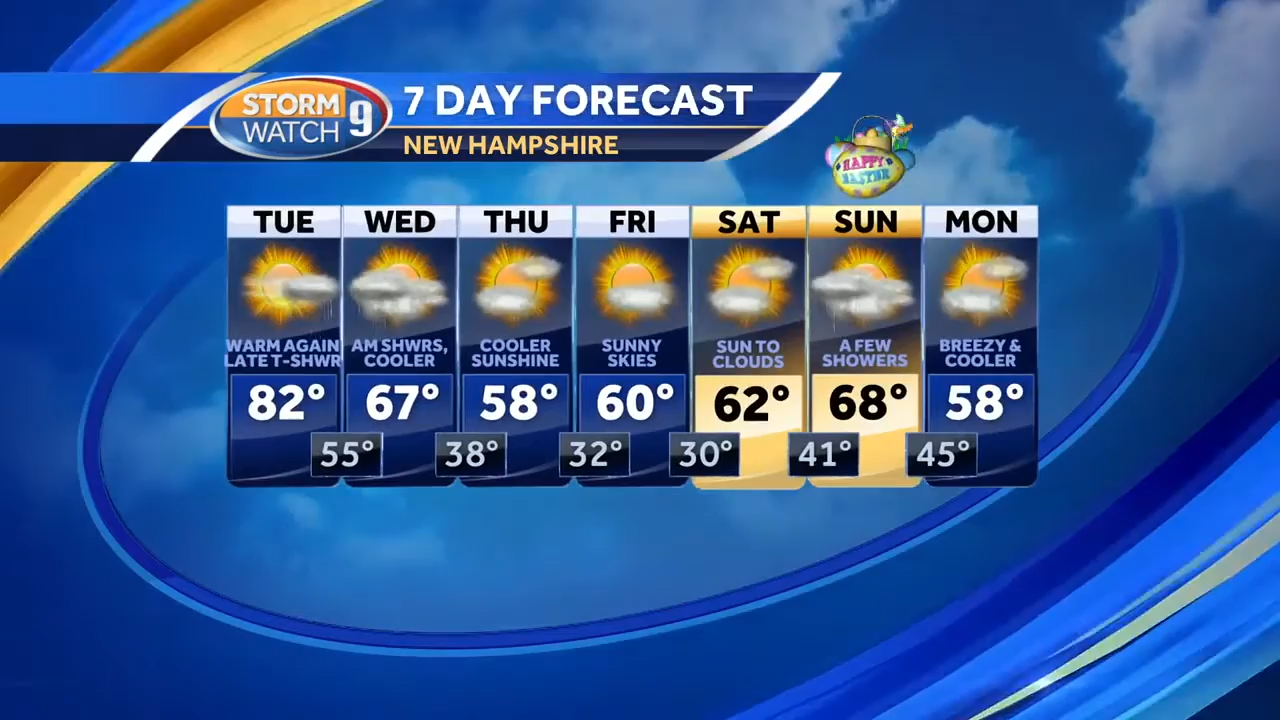 STORM
WATCH 9
7 DAY FORECAST
NEW HAMPSHIRE
HAPPY
EASTER
TUE WED THU FRI SAT SUN MON
WARM AGAIN
LATE T-SHWR
AM SHWRS,
COOLER
COOLER
SUNSHINE
SUNNY
SKIES
SUN TO
CLOUDS
A FEW
SHOWERS
BREEZY &
COOLER
82° 67° 58° 60° 62° 68° 58°
55° 38° 32° 30° 41° 45°